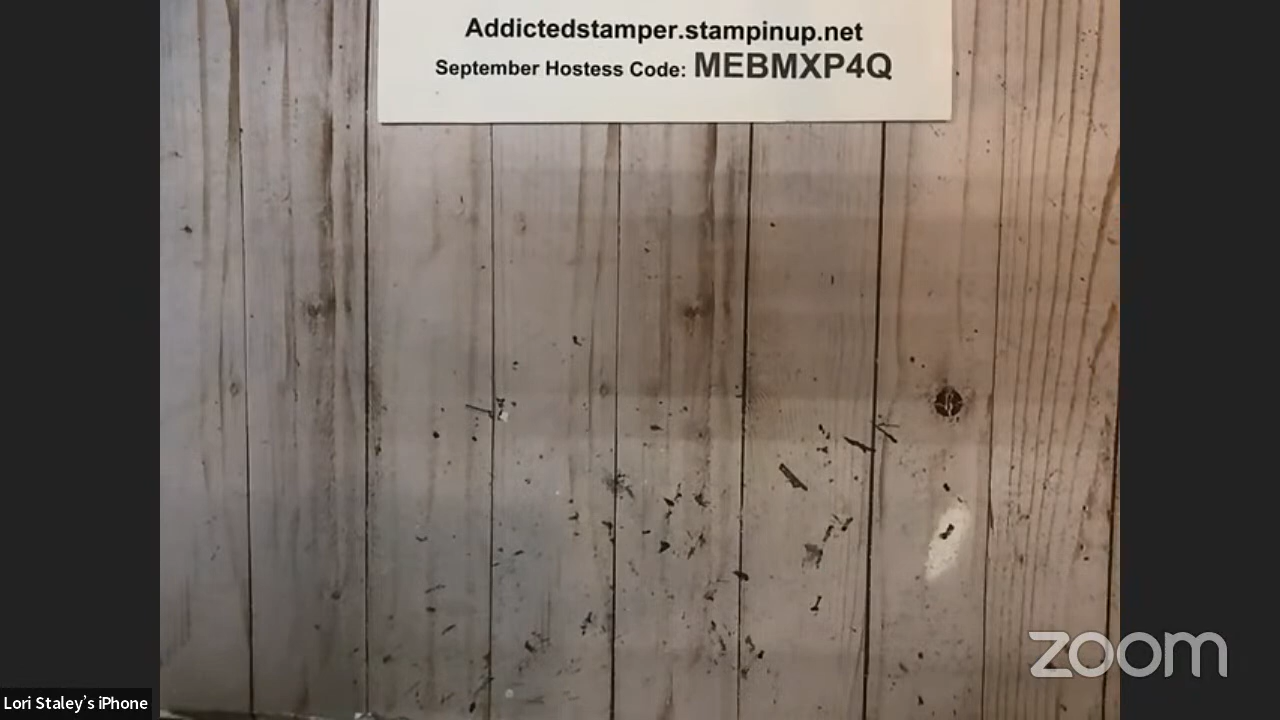 Addictedstamper.stampinup.net
September Hostess Code: MEBMXP4Q
zoom
Lori Staley's iPhone